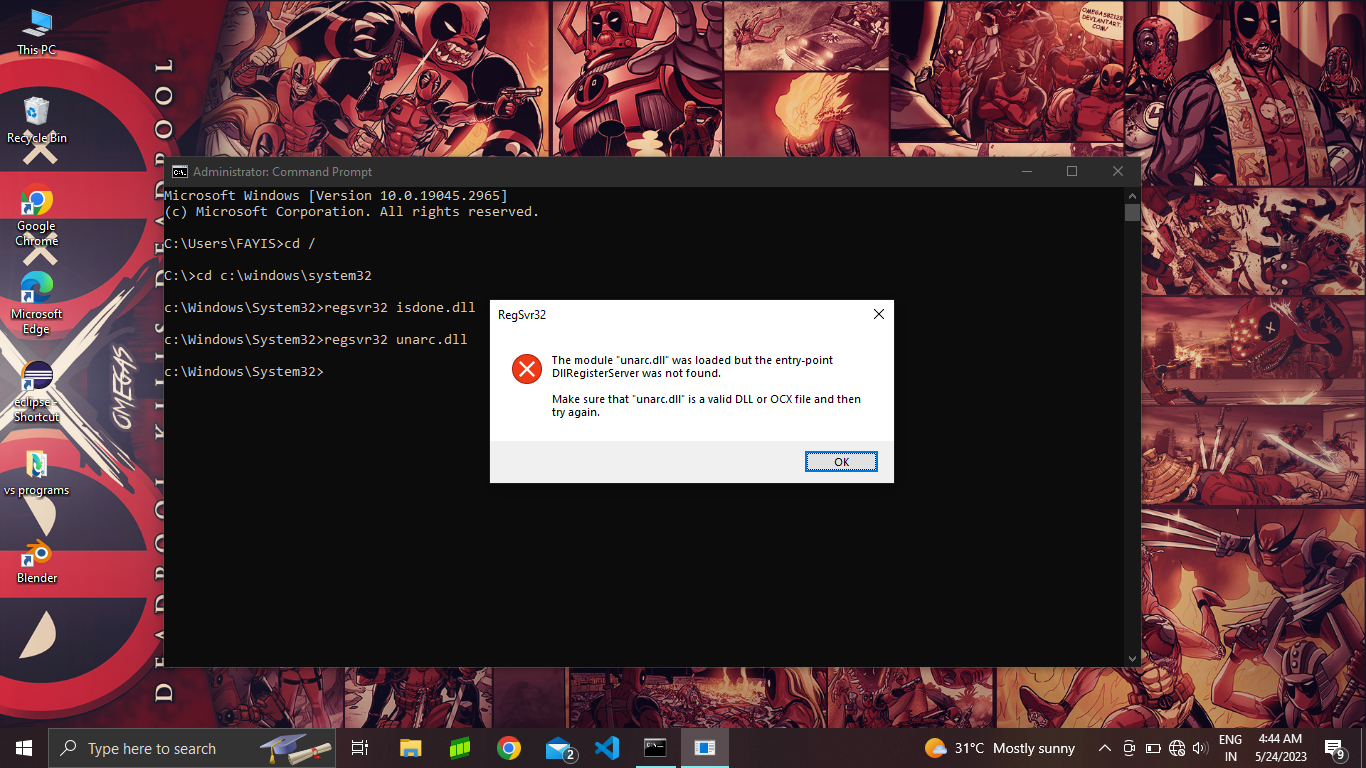 This PC
Recycle Bin
Google
Chrome
Microsoft
Edge
eclipse -
Shortcut
vs programs
Blender
DEADPOOL KILLS DEADPOOL
OMEGAS
OMEGAS82128
DEVIANTART.
COM/
Administrator: Command Prompt
Microsoft Windows [Version 10.0.19045.2965]
(c) Microsoft Corporation. All rights reserved.
C:\Users\FAYIS>cd /
C:\>cd c:\windows\system32
c:\Windows\System32>regsvr32 isdone.dll
c:\Windows\System32>regsvr32 unarc.dll
c:\Windows\System32>
RegSvr32
The module "unarc.dll" was loaded but the entry-point
DllRegisterServer was not found.
Make sure that "unarc.dll" is a valid DLL or OCX file and then
try again.
OK
Type here to search
2
31°C Mostly sunny
ENG
IN
4:44 AM
5/24/2023
9